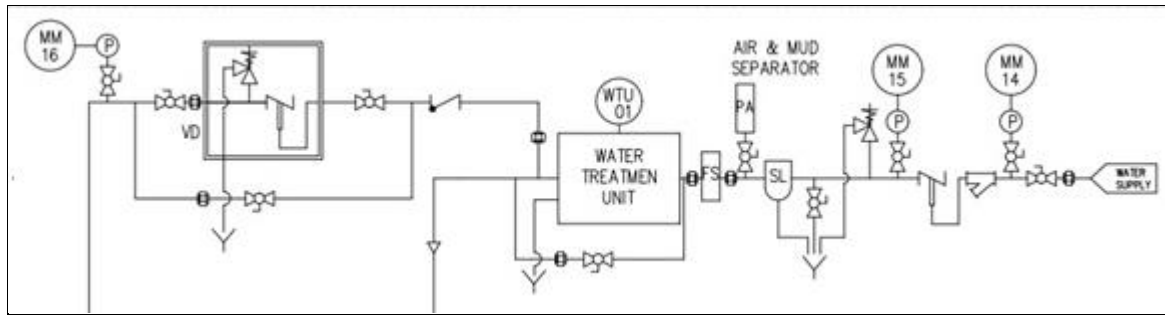 MM
16
P
VD
AIR & MUD
SEPARATOR
WTU
01
PA
WATER
TREATMEN
UNIT
FS
SL
MM
15
P
MM
14
P
WATER
SUPPLY